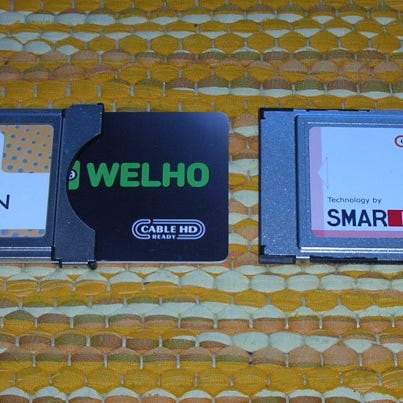 N
WELHO
CABLE HD
READY
Technology by
SMAR